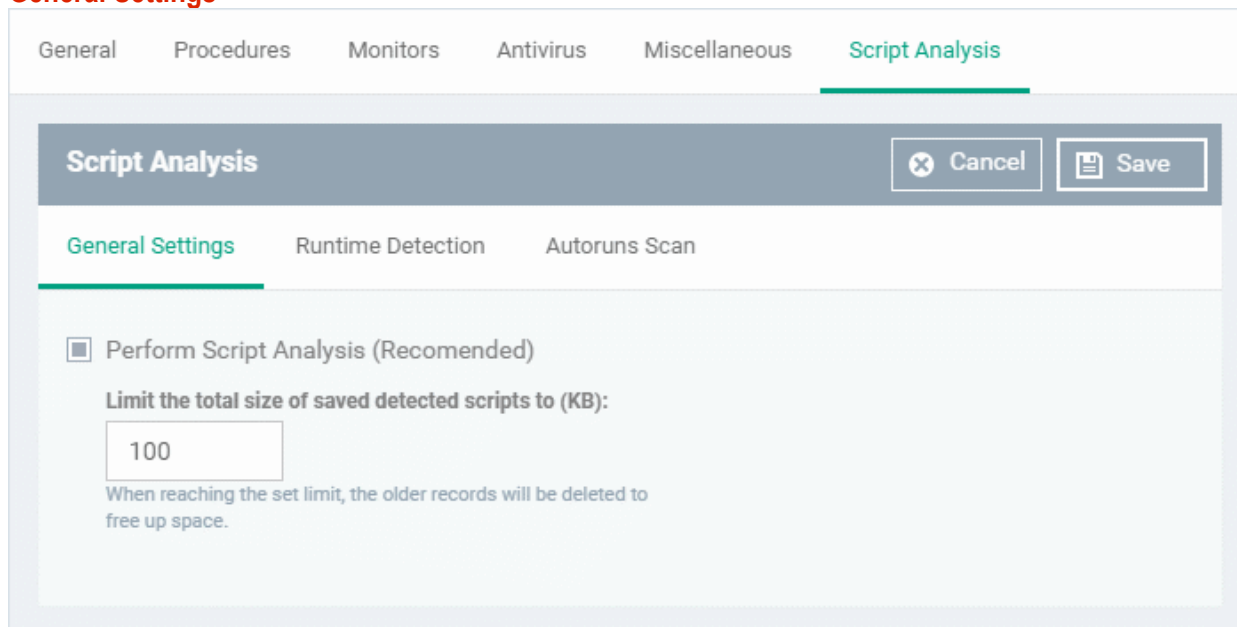 General Settings
General Procedures Monitors Antivirus Miscellaneous Script Analysis
Script Analysis Cancel Save
General Settings Runtime Detection Autoruns Scan
Perform Script Analysis (Recomended)
Limit the total size of saved detected scripts to (KB):
100
When reaching the set limit, the older records will be deleted to
free up space.